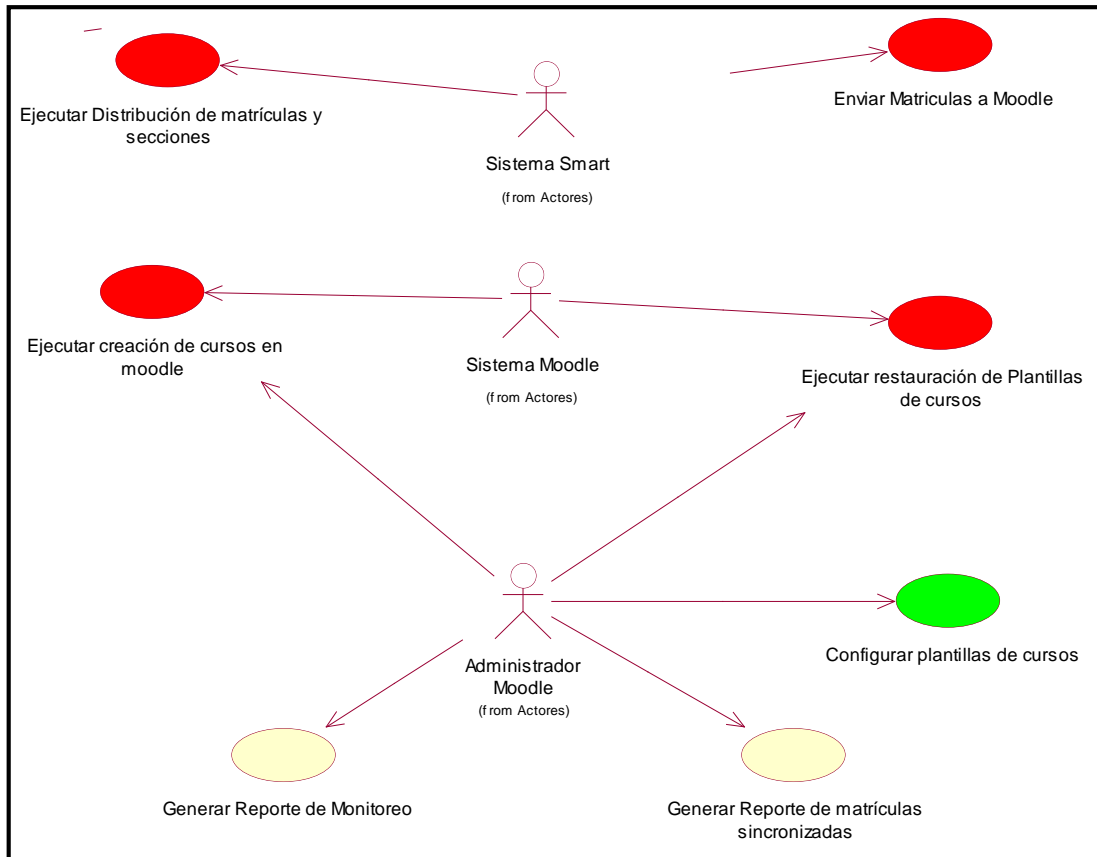 Ejecutar Distribución de matrículas y
secciones
Enviar Matriculas a Moodle
Sistema Smart
(from Actores)
Ejecutar creación de cursos en
moodle
Sistema Moodle
(from Actores)
Ejecutar restauración de Plantillas
de cursos
Administrador
Moodle
(from Actores)
Configurar plantillas de cursos
Generar Reporte de Monitoreo
Generar Reporte de matrículas
sincronizadas